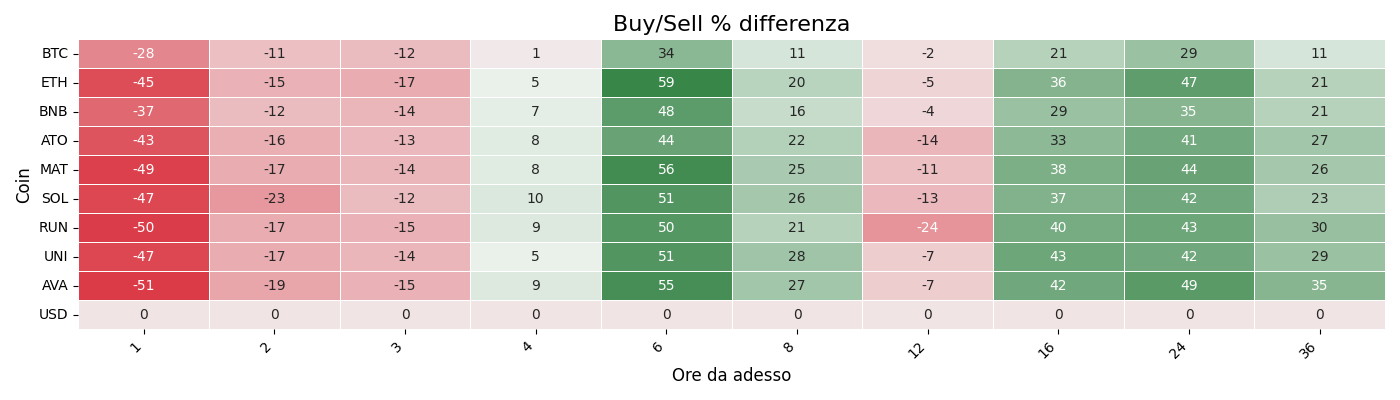 Buy/Sell % differenza
BTC -28 -11 -12 1 34 11 -2 21 29 11
ETH -45 -15 -17 5 59 20 -5 36 47 21
BNB -37 -12 -14 7 48 16 -4 29 35 21
ATO -43 -16 -13 8 44 22 -14 33 41 27
MAT -49 -17 -14 8 56 25 -11 38 44 26
SOL -47 -23 -12 10 51 26 -13 37 42 23
RUN -50 -17 -15 9 50 21 -24 40 43 30
UNI -47 -17 -14 5 51 28 -7 43 42 29
AVA -51 -19 -15 9 55 27 -7 42 49 35
USD 0 0 0 0 0 0 0 0 0 0
Coin
1 2 3 4 6 8 12 16 24 36
Ore da adesso